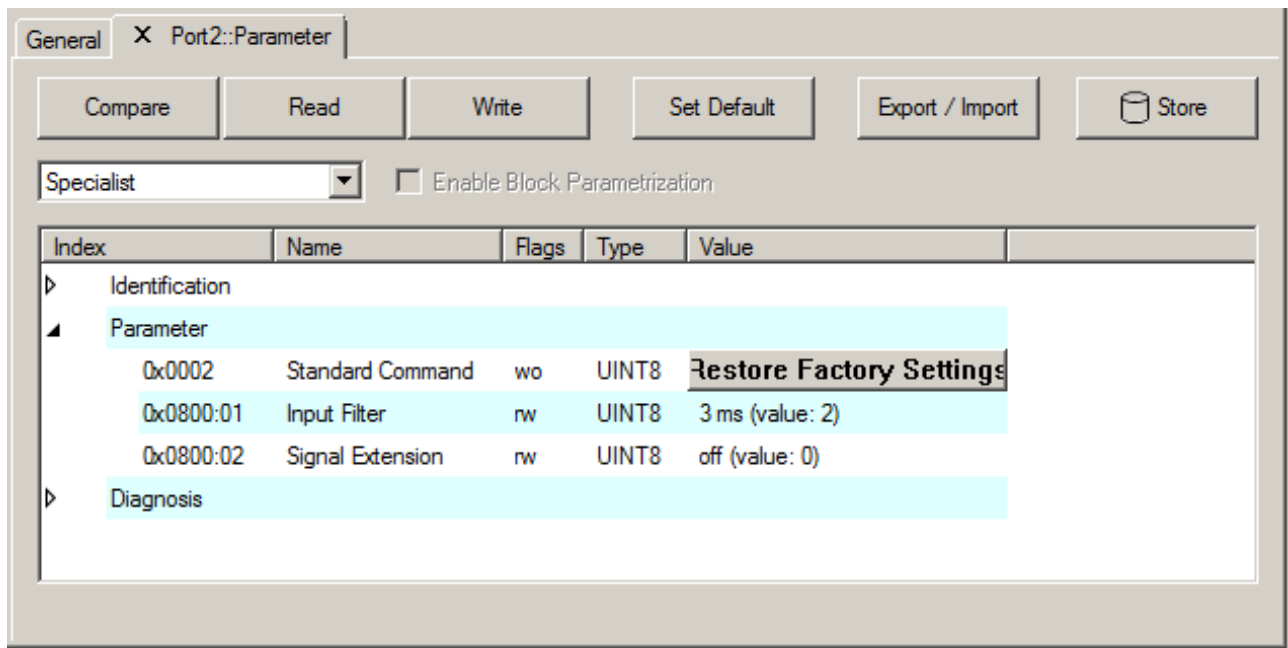 General X Port2::Parameter
Compare Read Write Set Default Export / Import Store
Specialist Enable Block Parametrization
Index Name Flags Type Value
Identification
Parameter
0x0002 Standard Command wo UINT8 Restore Factory Settings
0x0800:01 Input Filter rw UINT8 3 ms (value: 2)
0x0800:02 Signal Extension rw UINT8 off (value: 0)
Diagnosis